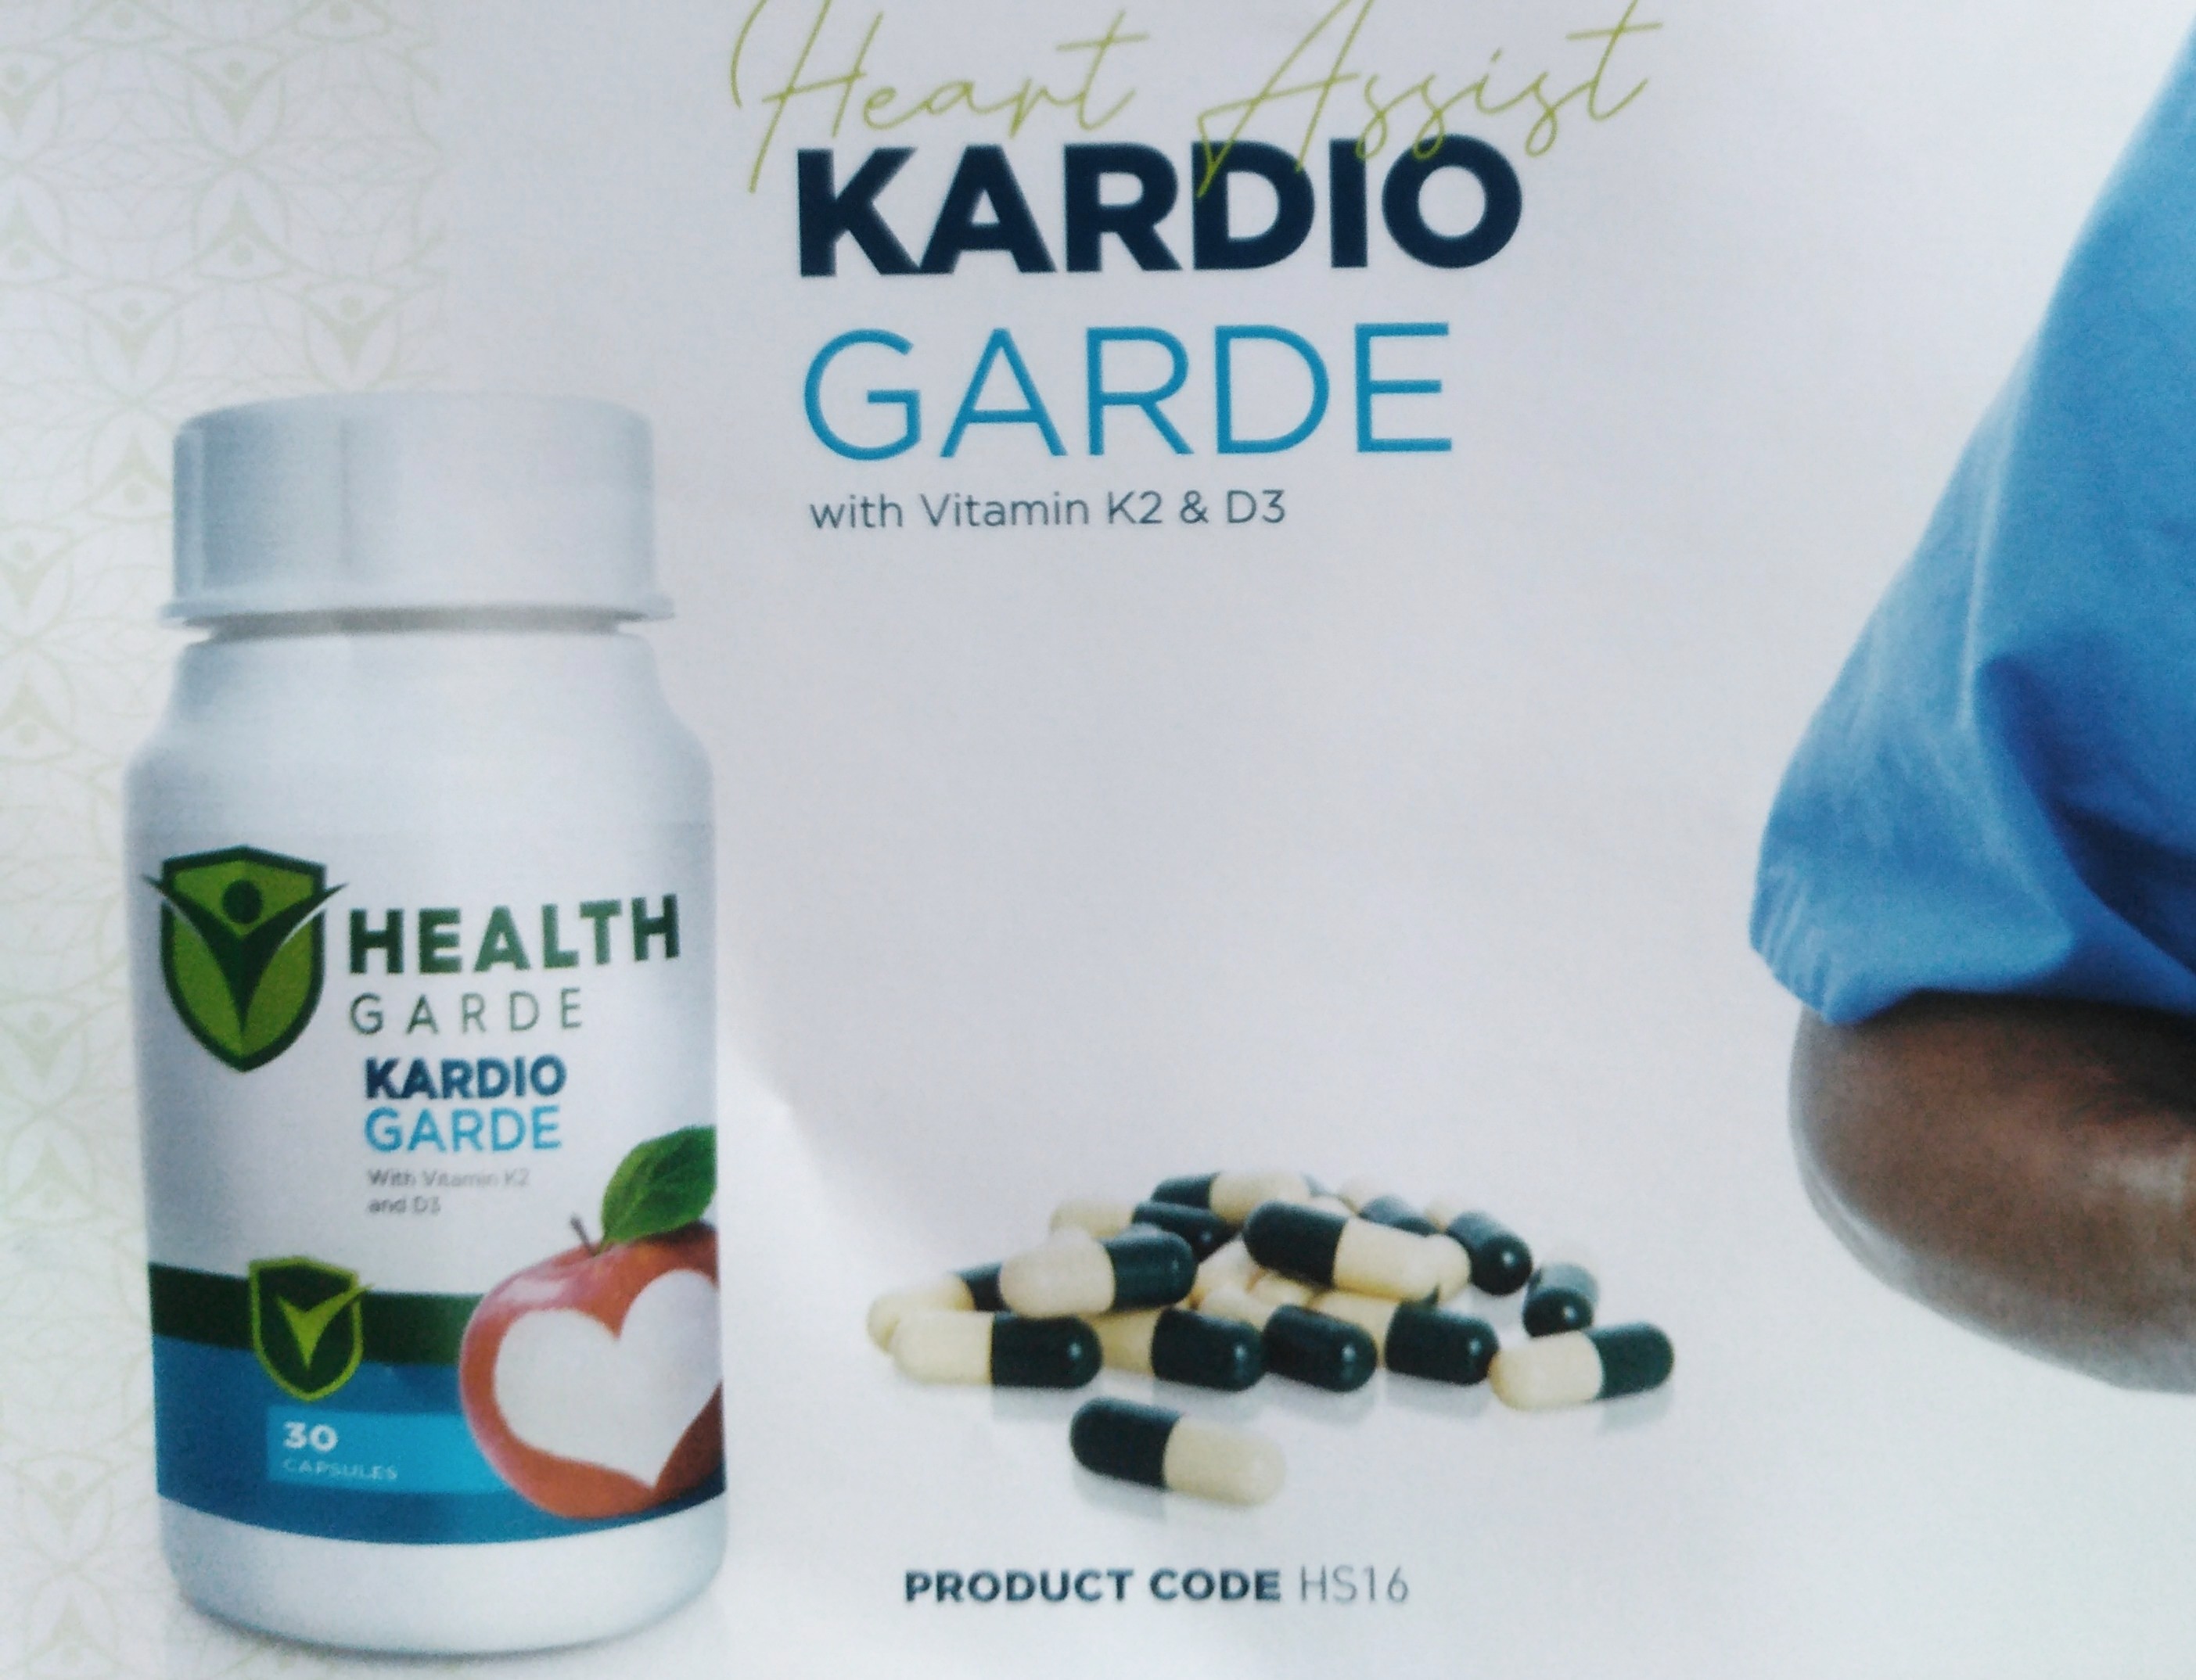 Heart Assist
KARDIO
GARDE
with Vitamin K2 & D3
HEALTH
GARDE
KARDIO
GARDE
With Vitamin K2
and D3
30
CAPSULES
PRODUCT CODE HS16